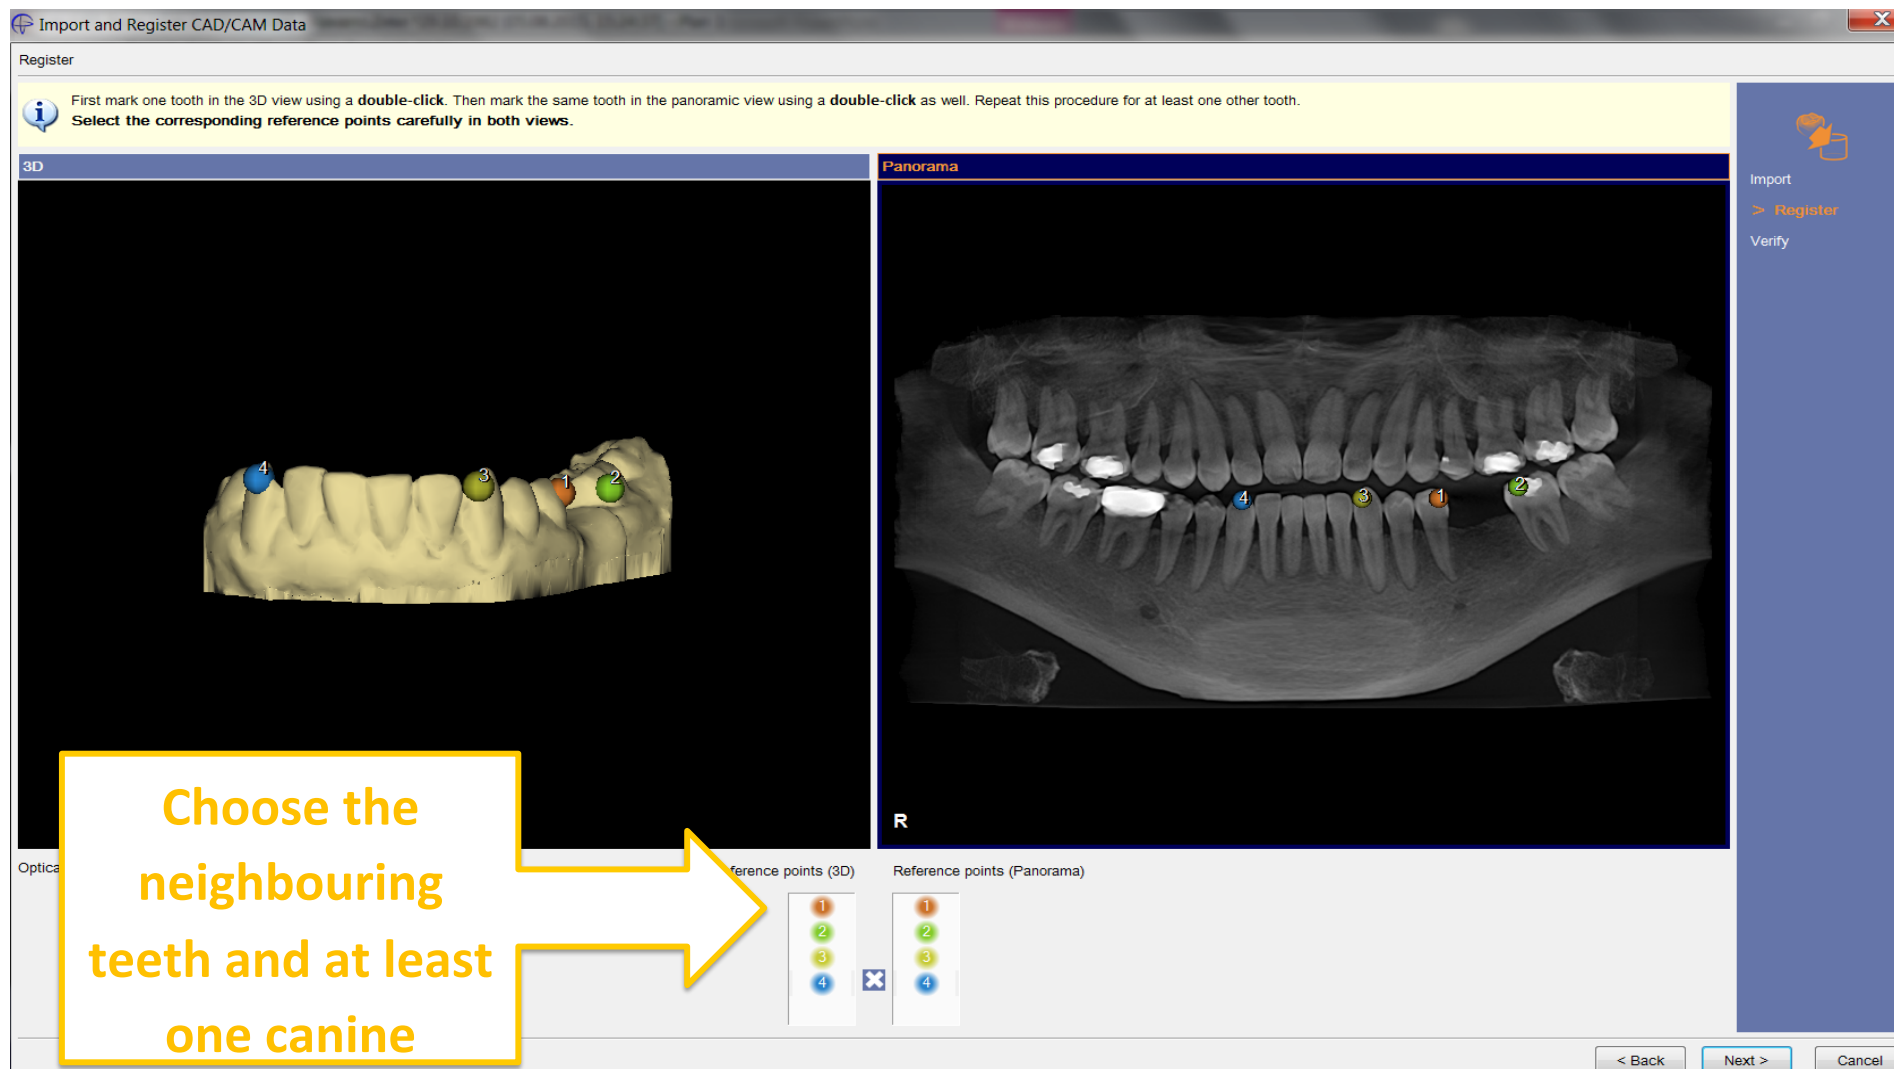 Import and Register CAD/CAM Data
X
Register
First mark one tooth in the 3D view using a double-click. Then mark the same tooth in the panoramic view using a double-click as well. Repeat this procedure for at least one other tooth.
Select the corresponding reference points carefully in both views.
3D
Panorama
Import
> Register
Verify
4
3
1
2
4
3
1
2
R
Choose the
neighbouring
teeth and at least
one canine
Reference points (Panorama)
points (3D)
1
2
3
4
1
2
3
4
< Back
Next >
Cancel